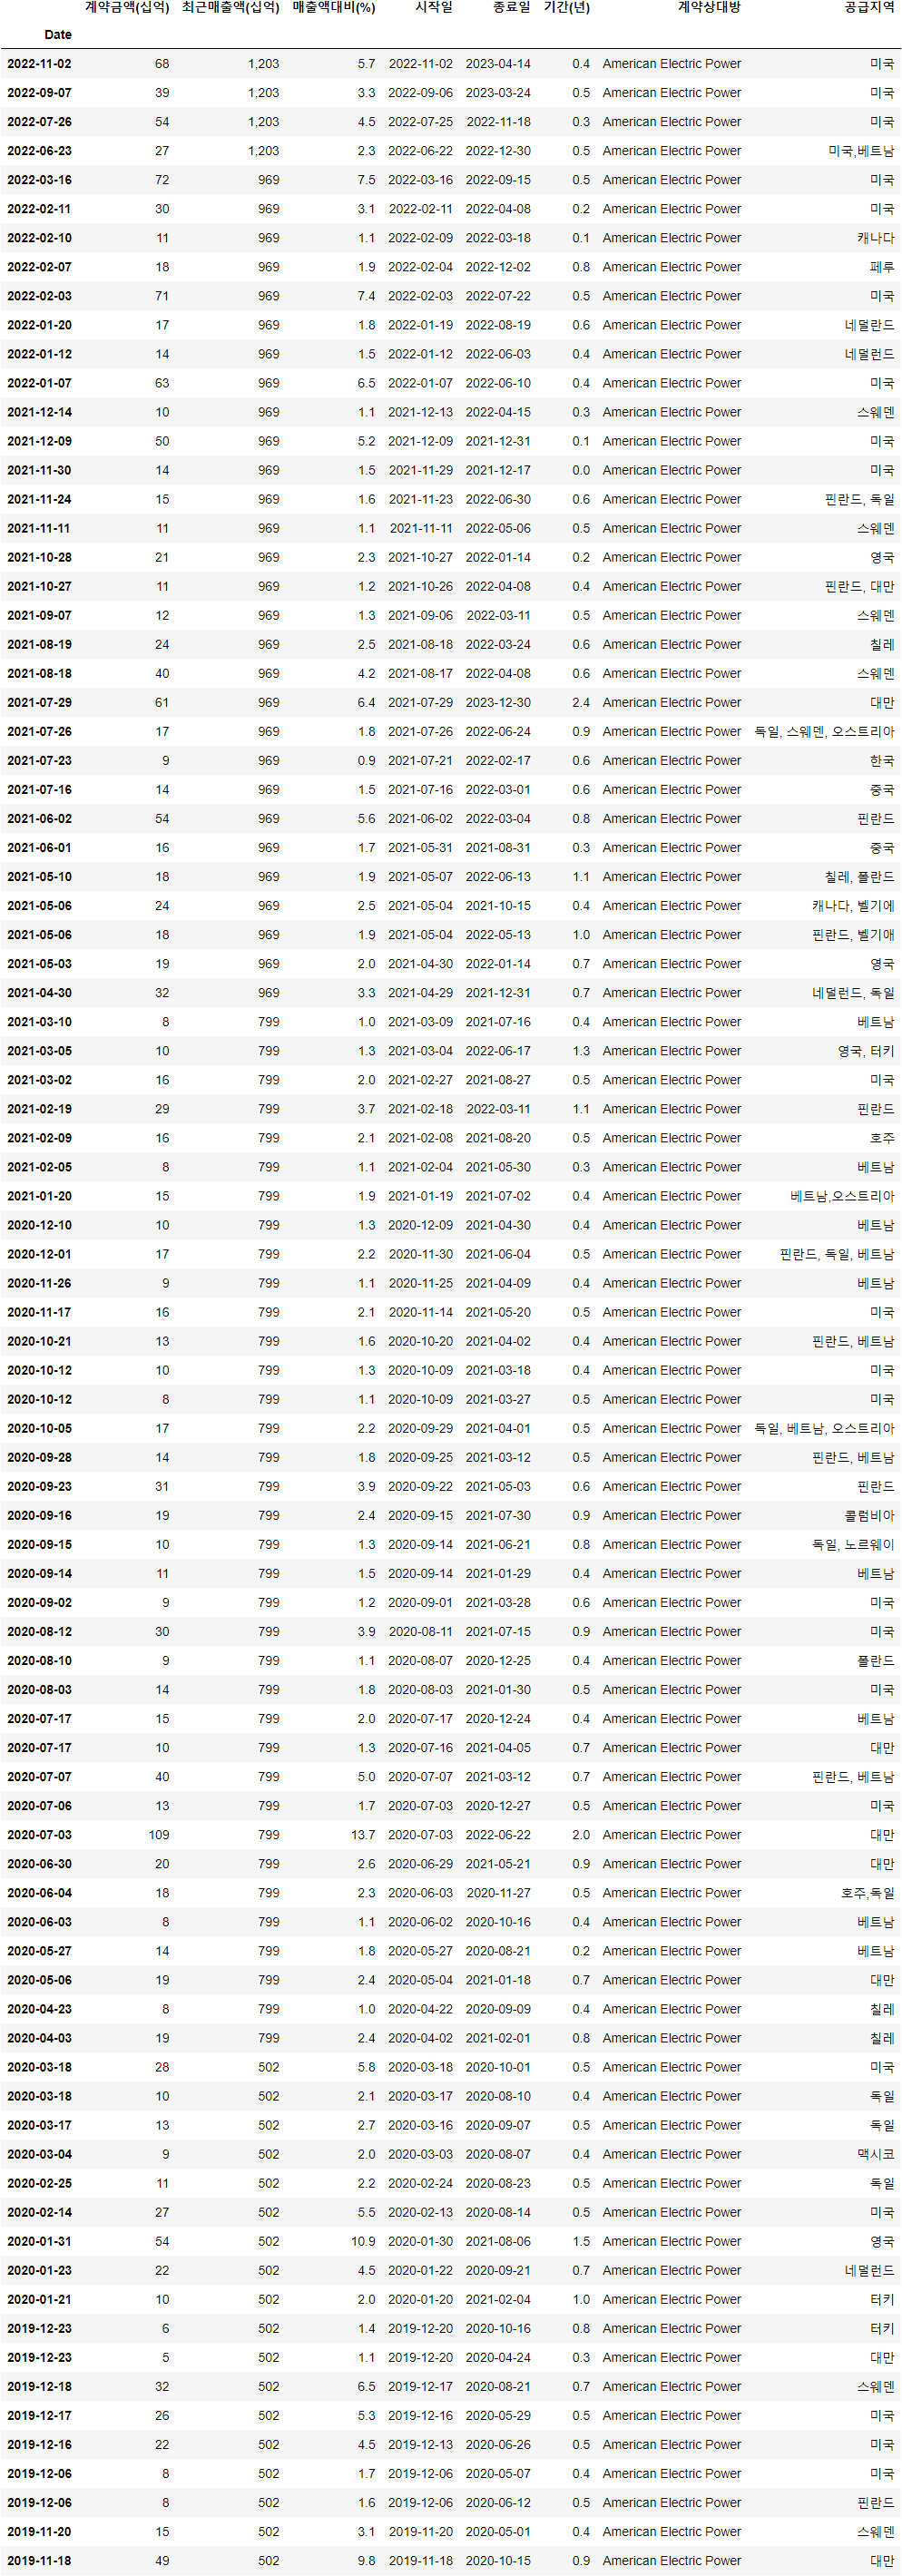 계약금액(십억) 최근매출액(십억) 매출액대비(%) 시작일 종료일 기간(년) 계약상대방 공급지역
Date
2022-11-02 68 1,203 5.7 2022-11-02 2023-04-14 0.4 American Electric Power 미국
2022-09-07 39 1,203 3.3 2022-09-06 2023-03-24 0.5 American Electric Power 미국
2022-07-26 54 1,203 4.5 2022-07-25 2022-11-18 0.3 American Electric Power 미국
2022-06-23 27 1,203 2.3 2022-06-22 2022-12-30 0.5 American Electric Power 미국,베트남
2022-03-16 72 969 7.5 2022-03-16 2022-09-15 0.5 American Electric Power 미국
2022-02-11 30 969 3.1 2022-02-11 2022-04-08 0.2 American Electric Power 미국
2022-02-10 11 969 1.1 2022-02-09 2022-03-18 0.1 American Electric Power 캐나다
2022-02-07 18 969 1.9 2022-02-04 2022-12-02 0.8 American Electric Power 페루
2022-02-03 71 969 7.4 2022-02-03 2022-07-22 0.5 American Electric Power 미국
2022-01-20 17 969 1.8 2022-01-19 2022-08-19 0.6 American Electric Power 네덜란드
2022-01-12 14 969 1.5 2022-01-12 2022-06-03 0.4 American Electric Power 네덜런드
2022-01-07 63 969 6.5 2022-01-07 2022-06-10 0.4 American Electric Power 미국
2021-12-14 10 969 1.1 2021-12-13 2022-04-15 0.3 American Electric Power 스웨덴
2021-12-09 50 969 5.2 2021-12-09 2021-12-31 0.1 American Electric Power 미국
2021-11-30 14 969 1.5 2021-11-29 2021-12-17 0.0 American Electric Power 미국
2021-11-24 15 969 1.6 2021-11-23 2022-06-30 0.6 American Electric Power 핀란드, 독일
2021-11-11 11 969 1.1 2021-11-11 2022-05-06 0.5 American Electric Power 스웨덴
2021-10-28 21 969 2.3 2021-10-27 2022-01-14 0.2 American Electric Power 영국
2021-10-27 11 969 1.2 2021-10-26 2022-04-08 0.4 American Electric Power 핀란드, 대만
2021-09-07 12 969 1.3 2021-09-06 2022-03-11 0.5 American Electric Power 스웨덴
2021-08-19 24 969 2.5 2021-08-18 2022-03-24 0.6 American Electric Power 칠레
2021-08-18 40 969 4.2 2021-08-17 2022-04-08 0.6 American Electric Power 스웨덴
2021-07-29 61 969 6.4 2021-07-29 2023-12-30 2.4 American Electric Power 대만
2021-07-26 17 969 1.8 2021-07-26 2022-06-24 0.9 American Electric Power 독일, 스웨덴, 오스트리아
2021-07-23 9 969 0.9 2021-07-21 2022-02-17 0.6 American Electric Power 한국
2021-07-16 14 969 1.5 2021-07-16 2022-03-01 0.6 American Electric Power 중국
2021-06-02 54 969 5.6 2021-06-02 2022-03-04 0.8 American Electric Power 핀란드
2021-06-01 16 969 1.7 2021-05-31 2021-08-31 0.3 American Electric Power 중국
2021-05-10 18 969 1.9 2021-05-07 2022-06-13 1.1 American Electric Power 칠레, 폴란드
2021-05-06 24 969 2.5 2021-05-04 2021-10-15 0.4 American Electric Power 캐나다, 벨기에
2021-05-06 18 969 1.9 2021-05-04 2022-05-13 1.0 American Electric Power 핀란드, 벨기애
2021-05-03 19 969 2.0 2021-04-30 2022-01-14 0.7 American Electric Power 영국
2021-04-30 32 969 3.3 2021-04-29 2021-12-31 0.7 American Electric Power 네덜런드, 독일
2021-03-10 8 799 1.0 2021-03-09 2021-07-16 0.4 American Electric Power 베트남
2021-03-05 10 799 1.3 2021-03-04 2022-06-17 1.3 American Electric Power 영국, 터키
2021-03-02 16 799 2.0 2021-02-27 2021-08-27 0.5 American Electric Power 미국
2021-02-19 29 799 3.7 2021-02-18 2022-03-11 1.1 American Electric Power 핀란드
2021-02-09 16 799 2.1 2021-02-08 2021-08-20 0.5 American Electric Power 호주
2021-02-05 8 799 1.1 2021-02-04 2021-05-30 0.3 American Electric Power 베트남
2021-01-20 15 799 1.9 2021-01-19 2021-07-02 0.4 American Electric Power 베트남,오스트리아
2020-12-10 10 799 1.3 2020-12-09 2021-04-30 0.4 American Electric Power 베트남
2020-12-01 17 799 2.2 2020-11-30 2021-06-04 0.5 American Electric Power 핀란드, 독일, 베트남
2020-11-26 9 799 1.1 2020-11-25 2021-04-09 0.4 American Electric Power 베트남
2020-11-17 16 799 2.1 2020-11-14 2021-05-20 0.5 American Electric Power 미국
2020-10-21 13 799 1.6 2020-10-20 2021-04-02 0.4 American Electric Power 핀란드, 베트남
2020-10-12 10 799 1.3 2020-10-09 2021-03-18 0.4 American Electric Power 미국
2020-10-12 8 799 1.1 2020-10-09 2021-03-27 0.5 American Electric Power 미국
2020-10-05 17 799 2.2 2020-09-29 2021-04-01 0.5 American Electric Power 독일, 베트남, 오스트리아
2020-09-28 14 799 1.8 2020-09-25 2021-03-12 0.5 American Electric Power 핀란드, 베트남
2020-09-23 31 799 3.9 2020-09-22 2021-05-03 0.6 American Electric Power 핀란드
2020-09-16 19 799 2.4 2020-09-15 2021-07-30 0.9 American Electric Power 콜럼비아
2020-09-15 10 799 1.3 2020-09-14 2021-06-21 0.8 American Electric Power 독일, 노르웨이
2020-09-14 11 799 1.5 2020-09-14 2021-01-29 0.4 American Electric Power 베트남
2020-09-02 9 799 1.2 2020-09-01 2021-03-28 0.6 American Electric Power 미국
2020-08-12 30 799 3.9 2020-08-11 2021-07-15 0.9 American Electric Power 미국
2020-08-10 9 799 1.1 2020-08-07 2020-12-25 0.4 American Electric Power 폴란드
2020-08-03 14 799 1.8 2020-08-03 2021-01-30 0.5 American Electric Power 미국
2020-07-17 15 799 2.0 2020-07-17 2020-12-24 0.4 American Electric Power 베트남
2020-07-17 10 799 1.3 2020-07-16 2021-04-05 0.7 American Electric Power 대만
2020-07-07 40 799 5.0 2020-07-07 2021-03-12 0.7 American Electric Power 핀란드, 베트남
2020-07-06 13 799 1.7 2020-07-03 2020-12-27 0.5 American Electric Power 미국
2020-07-03 109 799 13.7 2020-07-03 2022-06-22 2.0 American Electric Power 대만
2020-06-30 20 799 2.6 2020-06-29 2021-05-21 0.9 American Electric Power 대만
2020-06-04 18 799 2.3 2020-06-03 2020-11-27 0.5 American Electric Power 호주,독일
2020-06-03 8 799 1.1 2020-06-02 2020-10-16 0.4 American Electric Power 베트남
2020-05-27 14 799 1.8 2020-05-27 2020-08-21 0.2 American Electric Power 베트남
2020-05-06 19 799 2.4 2020-05-04 2021-01-18 0.7 American Electric Power 대만
2020-04-23 8 799 1.0 2020-04-22 2020-09-09 0.4 American Electric Power 칠레
2020-04-03 19 799 2.4 2020-04-02 2021-02-01 0.8 American Electric Power 칠레
2020-03-18 28 502 5.8 2020-03-18 2020-10-01 0.5 American Electric Power 미국
2020-03-18 10 502 2.1 2020-03-17 2020-08-10 0.4 American Electric Power 독일
2020-03-17 13 502 2.7 2020-03-16 2020-09-07 0.5 American Electric Power 독일
2020-03-04 9 502 2.0 2020-03-03 2020-08-07 0.4 American Electric Power 맥시코
2020-02-25 11 502 2.2 2020-02-24 2020-08-23 0.5 American Electric Power 독일
2020-02-14 27 502 5.5 2020-02-13 2020-08-14 0.5 American Electric Power 미국
2020-01-31 54 502 10.9 2020-01-30 2021-08-06 1.5 American Electric Power 영국
2020-01-23 22 502 4.5 2020-01-22 2020-09-21 0.7 American Electric Power 네덜런드
2020-01-21 10 502 2.0 2020-01-20 2021-02-04 1.0 American Electric Power 터키
2019-12-23 6 502 1.4 2019-12-20 2020-10-16 0.8 American Electric Power 터키
2019-12-23 5 502 1.1 2019-12-20 2020-04-24 0.3 American Electric Power 대만
2019-12-18 32 502 6.5 2019-12-17 2020-08-21 0.7 American Electric Power 스웨덴
2019-12-17 26 502 5.3 2019-12-16 2020-05-29 0.5 American Electric Power 미국
2019-12-16 22 502 4.5 2019-12-13 2020-06-26 0.5 American Electric Power 미국
2019-12-06 8 502 1.7 2019-12-06 2020-05-07 0.4 American Electric Power 미국
2019-12-06 8 502 1.6 2019-12-06 2020-06-12 0.5 American Electric Power 핀란드
2019-11-20 15 502 3.1 2019-11-20 2020-05-01 0.4 American Electric Power 스웨덴
2019-11-18 49 502 9.8 2019-11-18 2020-10-15 0.9 American Electric Power 대만